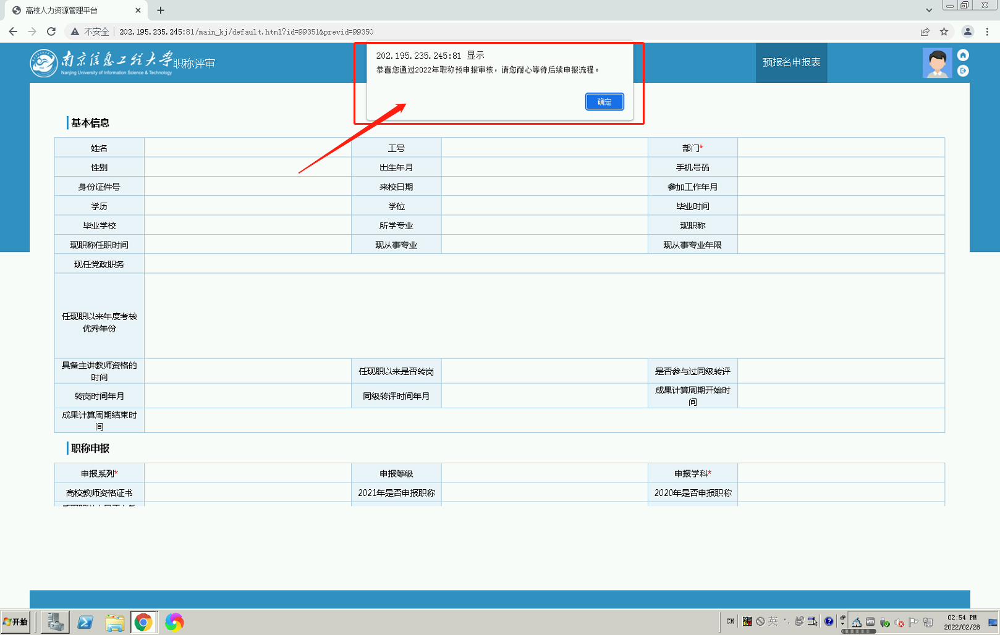 高校人力资源管理平台
不安全
202.195.235.245:81/main_kj/default.html?id=99351&previd=99350
南京信息工程大学
Nanjing University of Information Science & Technology
职称评审
预报名申报表
202.195.235.245:81 显示
恭喜您通过2022年职称预申报审核，请您耐心等待后续申报流程。
确定
基本信息
姓名 工号 部门*
性别 出生年月 手机号码
身份证件号 来校日期 参加工作年月
学历 学位 毕业时间
毕业学校 所学专业 现职称
现职称任职时间 现从事专业 现从事专业年限
现任党政职务
任现职以来年度考核
优秀年份
具备主讲教师资格的
时间
任现职以来是否转岗 是否参与过同级转评
转岗时间年月 同级转评时间年月
成果计算周期开始时
间
成果计算周期结束时
间
职称申报
申报系列* 申报等级 申报学科*
高校教师资格证书 2021年是否申报职称 2020年是否申报职称
开始
CH
英
02:54 PM
2022/02/28